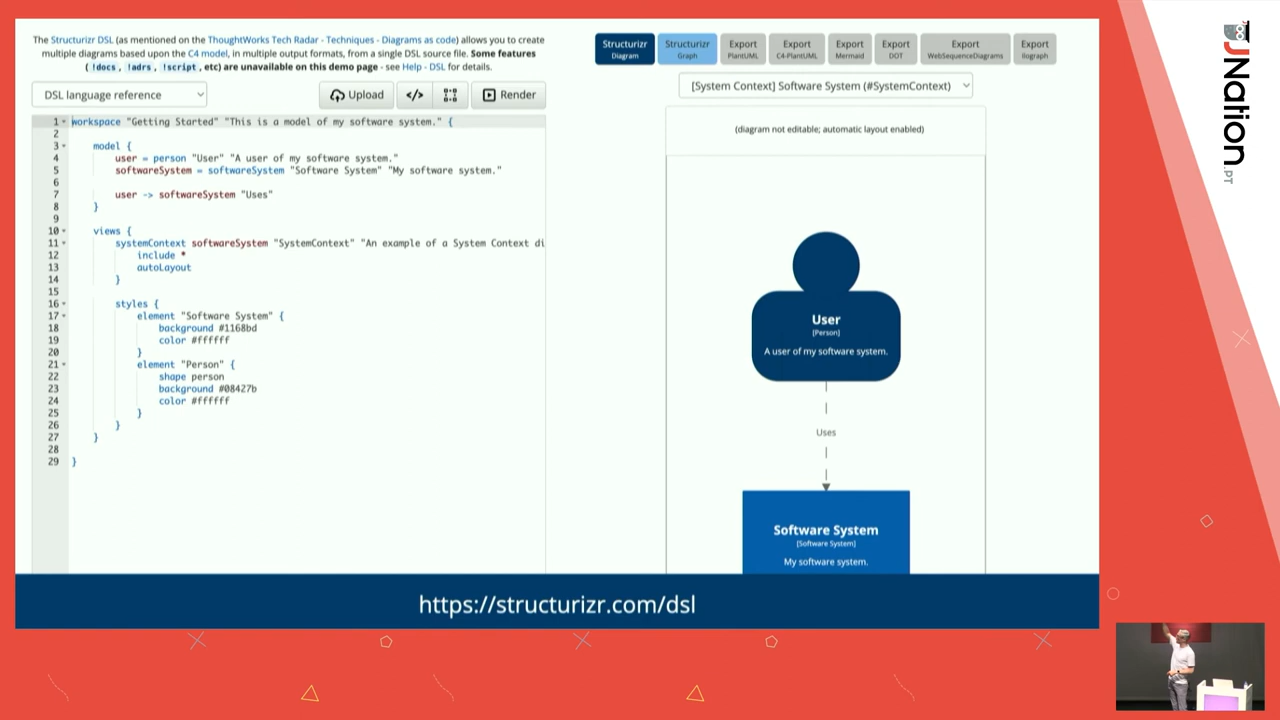 The Structurizr DSL (as mentioned on the ThoughtWorks Tech Radar - Techniques - Diagrams as code) allows you to create
multiple diagrams based upon the C4 model, in multiple output formats, from a single DSL source file. Some features
( !docs , !adrs , !script , etc) are unavailable on this demo page - see Help - DSL for details.
DSL language reference
Upload
</>
Render
1 workspace "Getting Started" "This is a model of my software system." {
2
3 model {
4 user = person "User" "A user of my software system."
5 softwareSystem = softwareSystem "Software System" "My software system."
6
7 user -> softwareSystem "Uses"
8 }
9
10 views {
11 systemContext softwareSystem "SystemContext" "An example of a System Context di
12 include *
13 autoLayout
14 }
15
16 styles {
17 element "Software System" {
18 background #1168bd
19 color #ffffff
20 }
21 element "Person" {
22 shape person
23 background #08427b
24 color #ffffff
25 }
26 }
27 }
28
29 }
Structurizr
Diagram
Structurizr
Graph
Export
PlantUML
Export
C4-PlantUML
Export
Mermaid
Export
DOT
Export
WebSequenceDiagrams
Export
Ilograph
[System Context] Software System (#SystemContext)
(diagram not editable; automatic layout enabled)
User
[Person]
A user of my software system.
Uses
Software System
[Software System]
My software system.
https://structurizr.com/dsl
JNation.PT